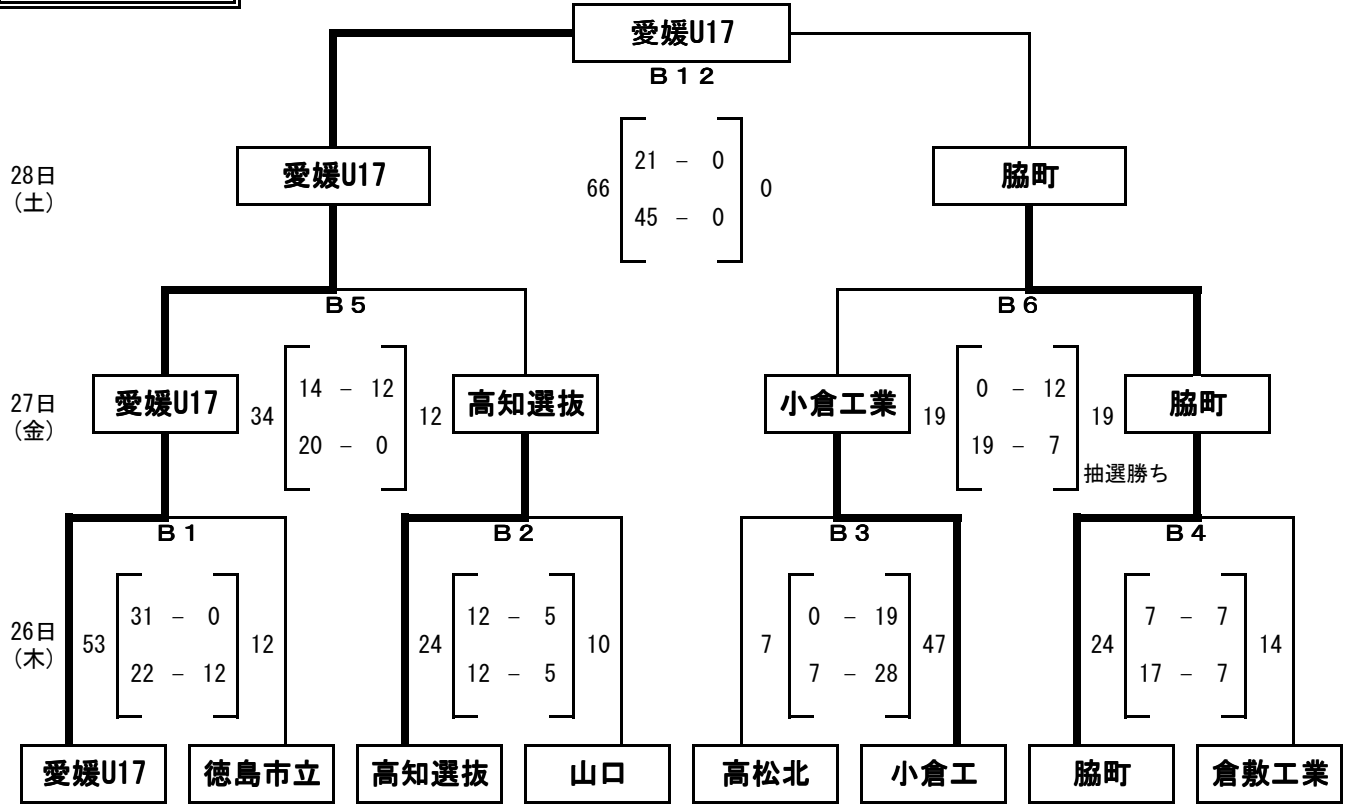 愛媛U17
B12
21 － 0
66 0
45 － 0
28日
(土)
愛媛U17
脇町
B5
B6
27日
(金)
愛媛U17
34
14 － 12
20 － 0
12
高知選抜
小倉工業
19
0 － 12
19 － 7
19
脇町
抽選勝ち
B1
B2
B3
B4
26日
(木)
53
31 － 0
22 － 12
12
24
12 － 5
12 － 5
10
7
0 － 19
7 － 28
47
24
7 － 7
17 － 7
14
愛媛U17
徳島市立
高知選抜
山口
高松北
小倉工
脇町
倉敷工業